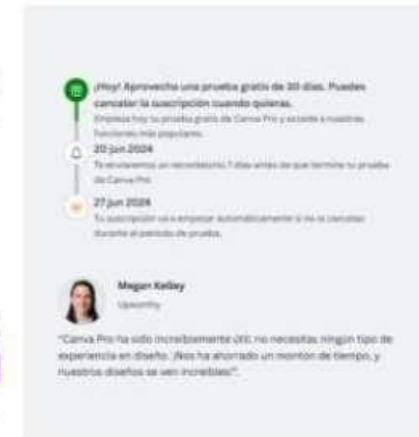 ¡Hoy! Aprovecha una prueba gratis de 30 días. Puedes
cancelar la suscripción cuando quieras.
Empieza hoy tu prueba gratis de Canva Pro y accede a nuestras
funciones más populares.
20 jun 2024
Te enviaremos un recordatorio 7 días antes de que termine tu prueba
de Canva Pro
27 jun 2024
Tu suscripción va a empezar automáticamente si no la cancelas
durante el periodo de prueba.
Megan Kelley
Upworthy
"Canva Pro ha sido increíblemente útil: no necesitas ningún tipo de
experiencia en diseño. ¡Nos ha ahorrado un montón de tiempo, y
nuestros diseños se ven increíbles!".